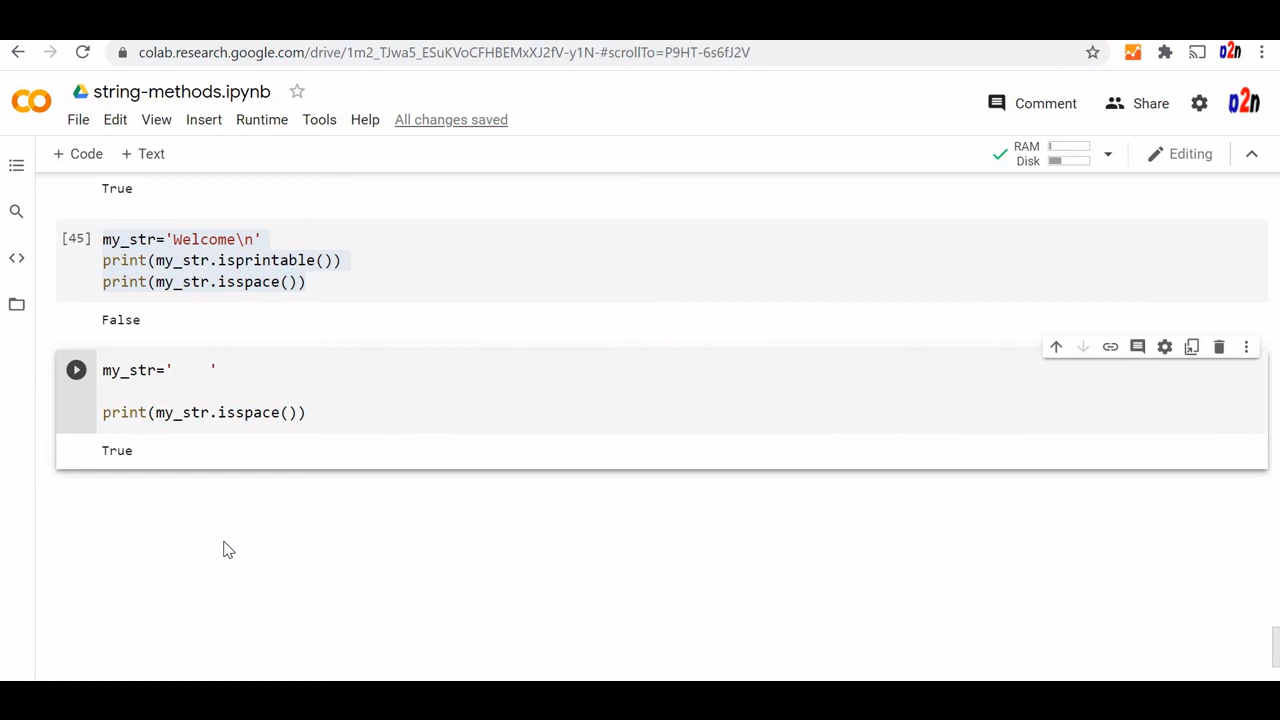 colab.research.google.com/drive/1m2_TJwa5_ESuKVoCFHBEMxXJ2fV-y1N-#scrollTo=P9HT-6s6fJ2V
D2n
CO string-methods.ipynb
File Edit View Insert Runtime Tools Help All changes saved
Comment Share D2n
+ Code + Text
RAM
Disk
Editing
True
[45] my_str='Welcome\n'
print(my_str.isprintable())
print(my_str.isspace())
False
my_str='    '
print(my_str.isspace())
True